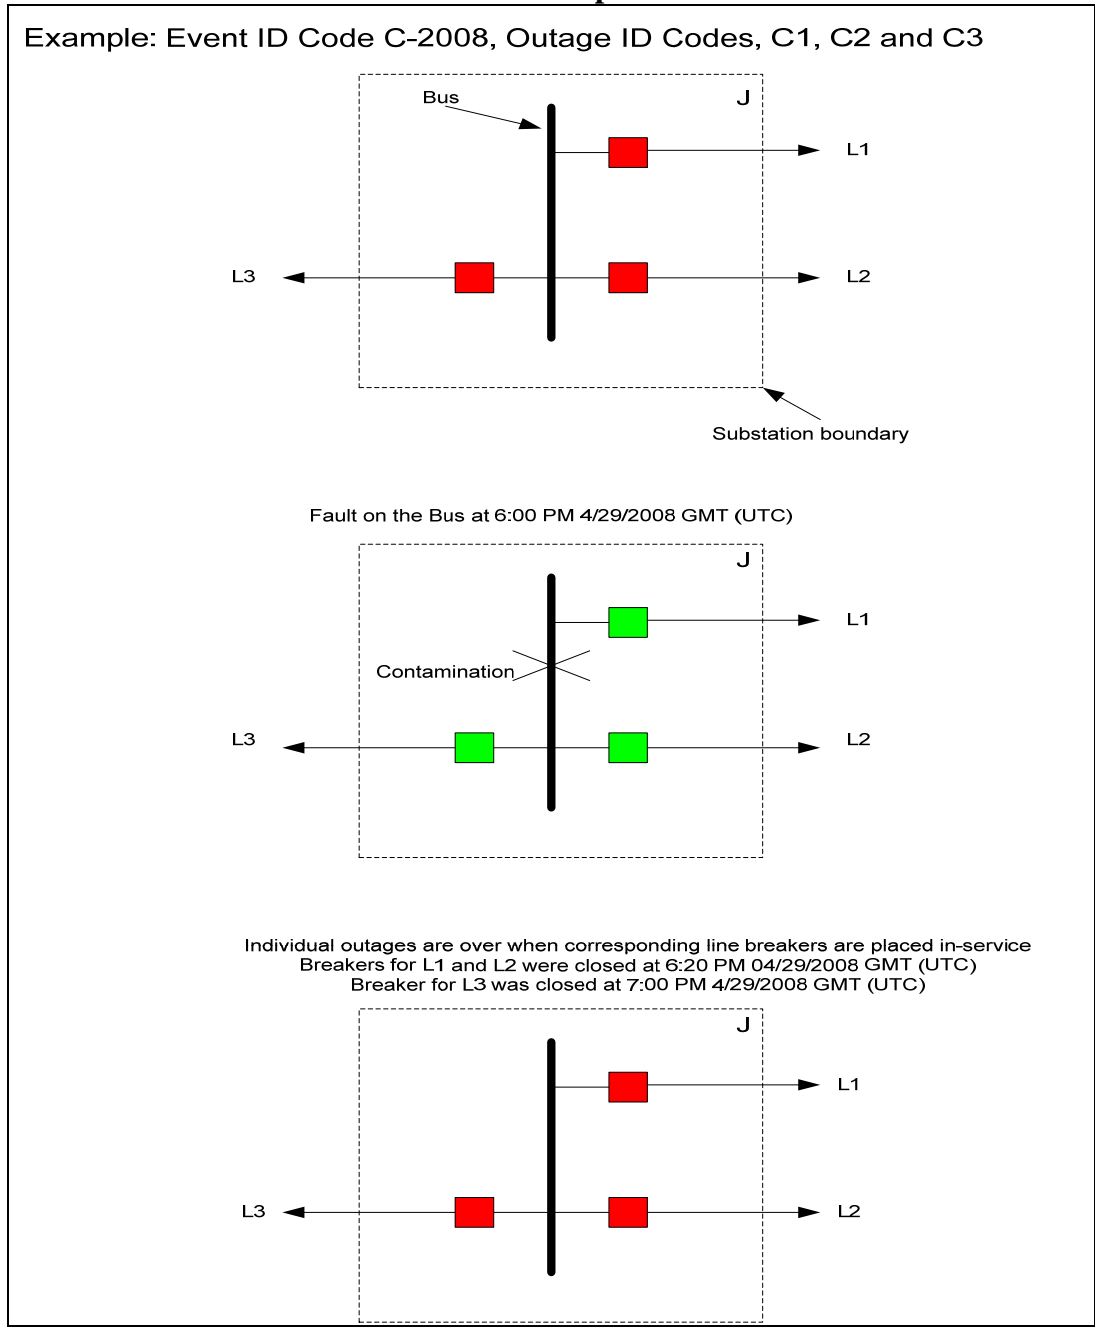 Example: Event ID Code C-2008, Outage ID Codes, C1, C2 and C3
Bus
J
L1
L3
L2
Substation boundary
Fault on the Bus at 6:00 PM 4/29/2008 GMT (UTC)
J
L1
Contamination
L3
L2
Individual outages are over when corresponding line breakers are placed in-service
Breakers for L1 and L2 were closed at 6:20 PM 04/29/2008 GMT (UTC)
Breaker for L3 was closed at 7:00 PM 4/29/2008 GMT (UTC)
J
L1
L3
L2